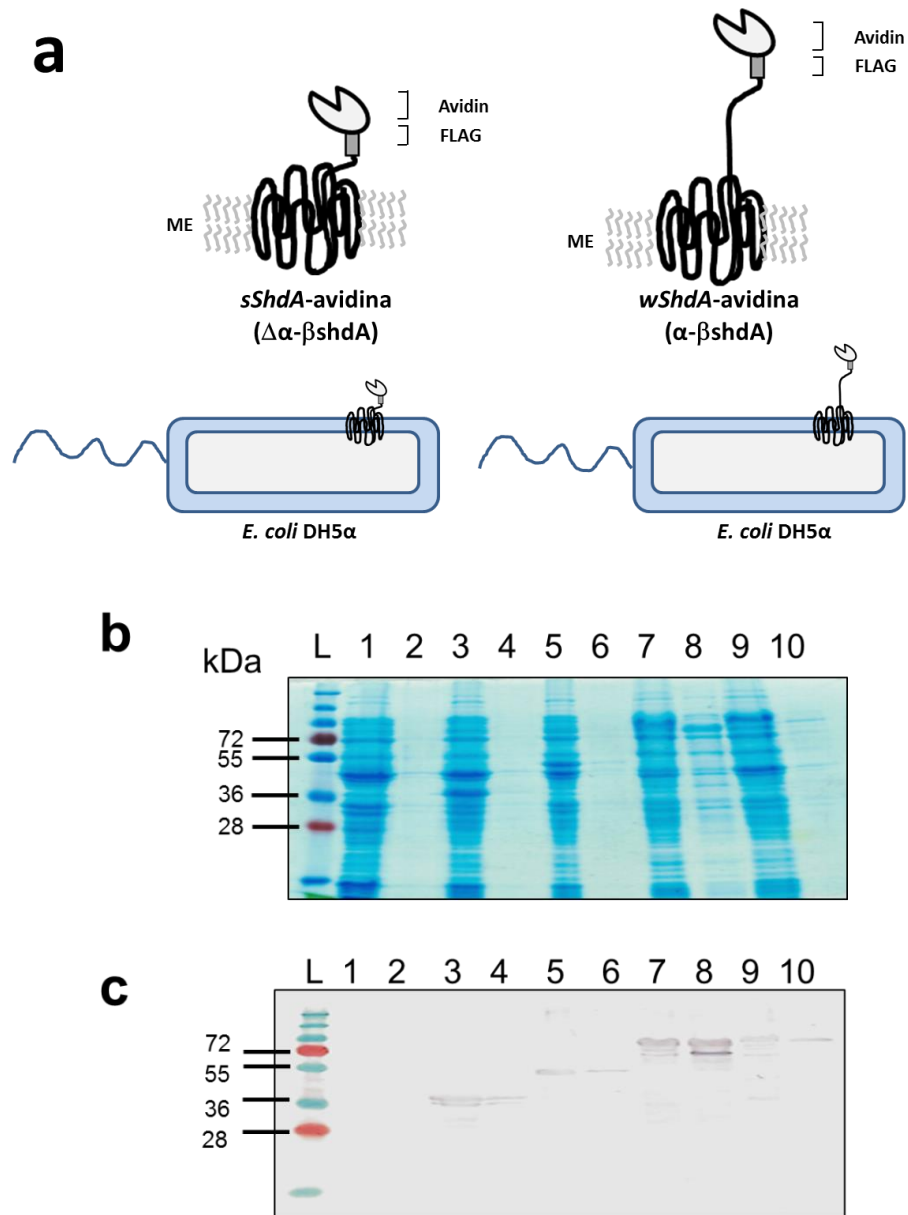 a
Avidin
FLAG
Avidin
FLAG
ME
ME
sShdA-avidina
(Δα-βshdA)
wShdA-avidina
(α-βshdA)
E. coli DH5α
E. coli DH5α
b
kDa
L 1 2 3 4 5 6 7 8 9 10
72
55
36
28
c
L 1 2 3 4 5 6 7 8 9 10
72
55
36
28